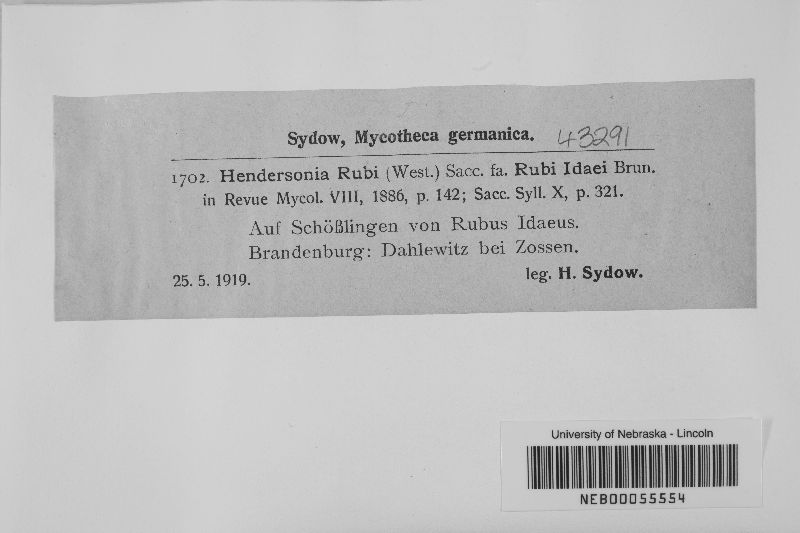 Sydow, Mycotheca germanica. 43291
1702. Hendersonia Rubi (West.) Sacc. fa. Rubi Idaei Brun.
in Revue Mycol. VIII, 1886, p. 142; Sacc. Syll. X, p. 321.
Auf Schößlingen von Rubus Idaeus.
Brandenburg: Dahlewitz bei Zossen.
25. 5. 1919. leg. H. Sydow.
University of Nebraska - Lincoln
NEB00055554